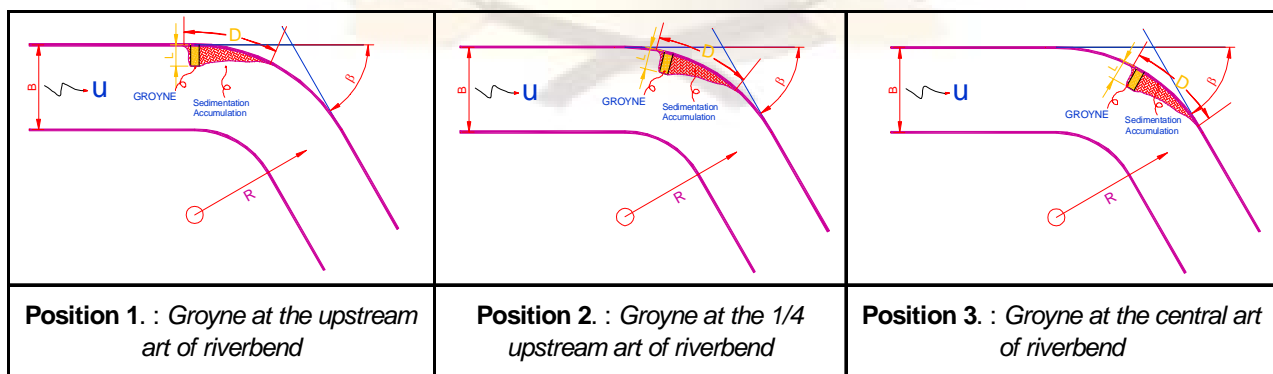 D
L
B
u
GROYNE
Sedimentation
Accumulation
β
R
D
L
B
u
GROYNE
Sedimentation
Accumulation
β
R
D
L
B
u
GROYNE
Sedimentation
Accumulation
β
R
Position 1. : Groyne at the upstream
art of riverbend
Position 2. : Groyne at the 1/4
upstream art of riverbend
Position 3. : Groyne at the central art
of riverbend